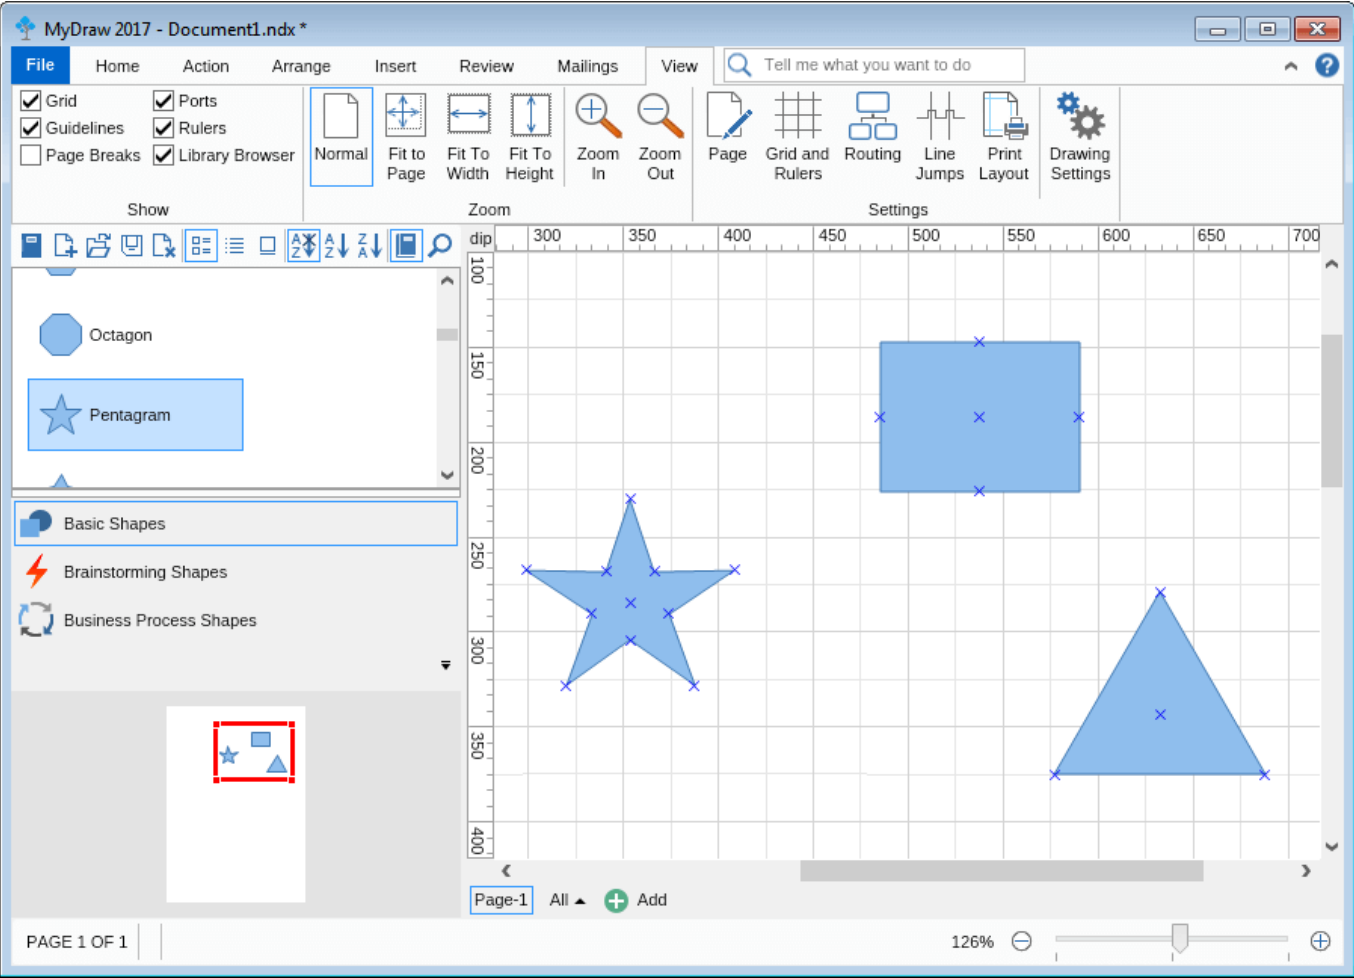 MyDraw 2017 - Document1.ndx *
File Home Action Arrange Insert Review Mailings View Tell me what you want to do
Grid Ports
Guidelines Rulers
Page Breaks Library Browser
Normal Fit to Page Fit To Width Fit To Height Zoom In Zoom Out Page Grid and Rulers Routing Line Jumps Print Layout Drawing Settings
Show Zoom Settings
dip 300 350 400 450 500 550 600 650 700
100
150
200
250
300
350
400
Octagon
Pentagram
Basic Shapes
Brainstorming Shapes
Business Process Shapes
Page-1 All Add
PAGE 1 OF 1 126%